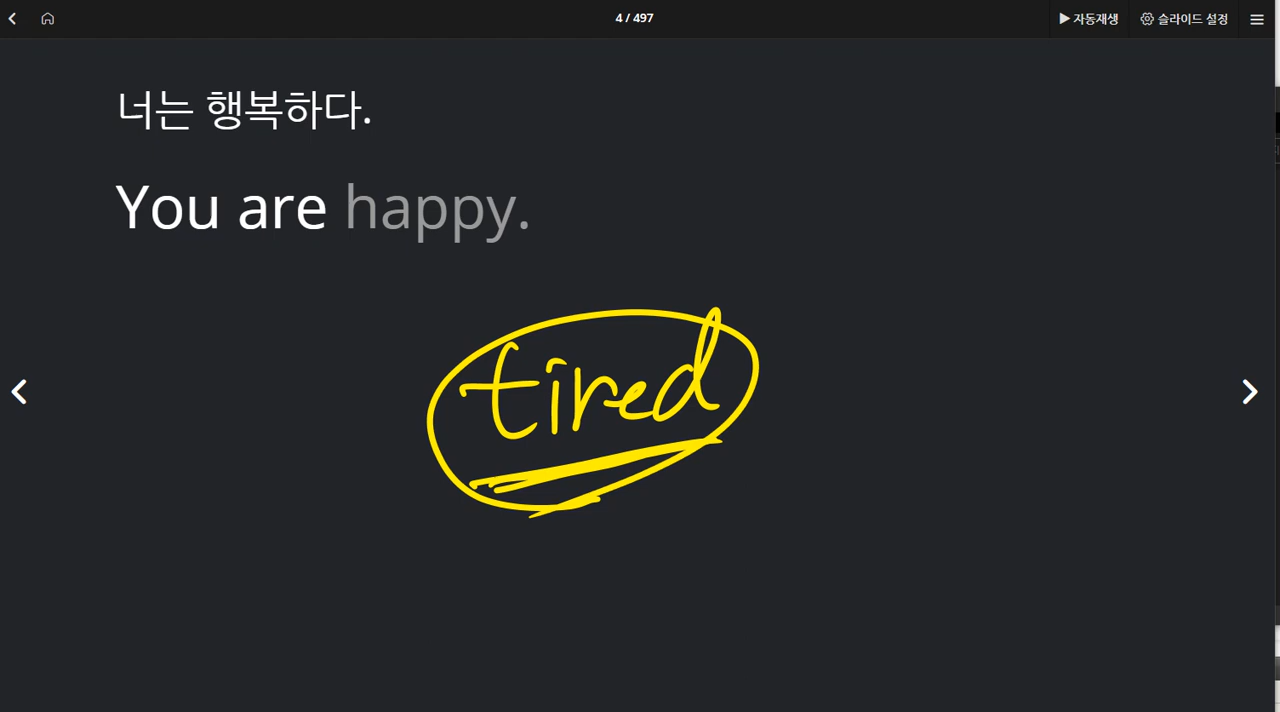 4 / 497
자동재생
슬라이드 설정
너는 행복하다.
You are happy.
tired